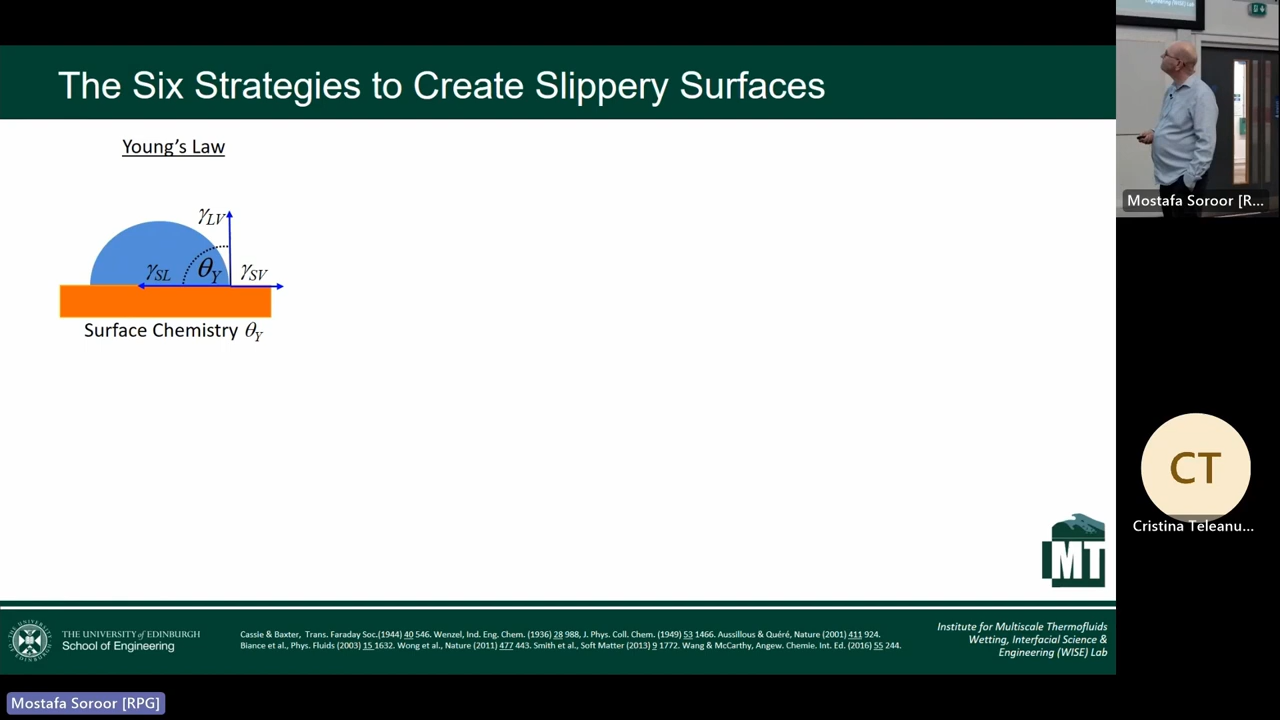 The Six Strategies to Create Slippery Surfaces
Young's Law
γLV
γSL
θY
γSV
Surface Chemistry θY
MT
THE UNIVERSITY of EDINBURGH
School of Engineering
Cassie & Baxter, Trans. Faraday Soc.(1944) 40 546. Wenzel, Ind. Eng. Chem. (1936) 28 988, J. Phys. Coll. Chem. (1949) 53 1466. Aussillous & Quéré, Nature (2001) 411 924.
Biance et al., Phys. Fluids (2003) 15 1632. Wong et al., Nature (2011) 477 443. Smith et al., Soft Matter (2013) 9 1772. Wang & McCarthy, Angew. Chemie. Int. Ed. (2016) 55 244.
Institute for Multiscale Thermofluids
Wetting, Interfacial Science &
Engineering (WISE) Lab
Engineering (WISE) Lab
Mostafa Soroor [R...
CT
Cristina Teleanu...
Mostafa Soroor [RPG]